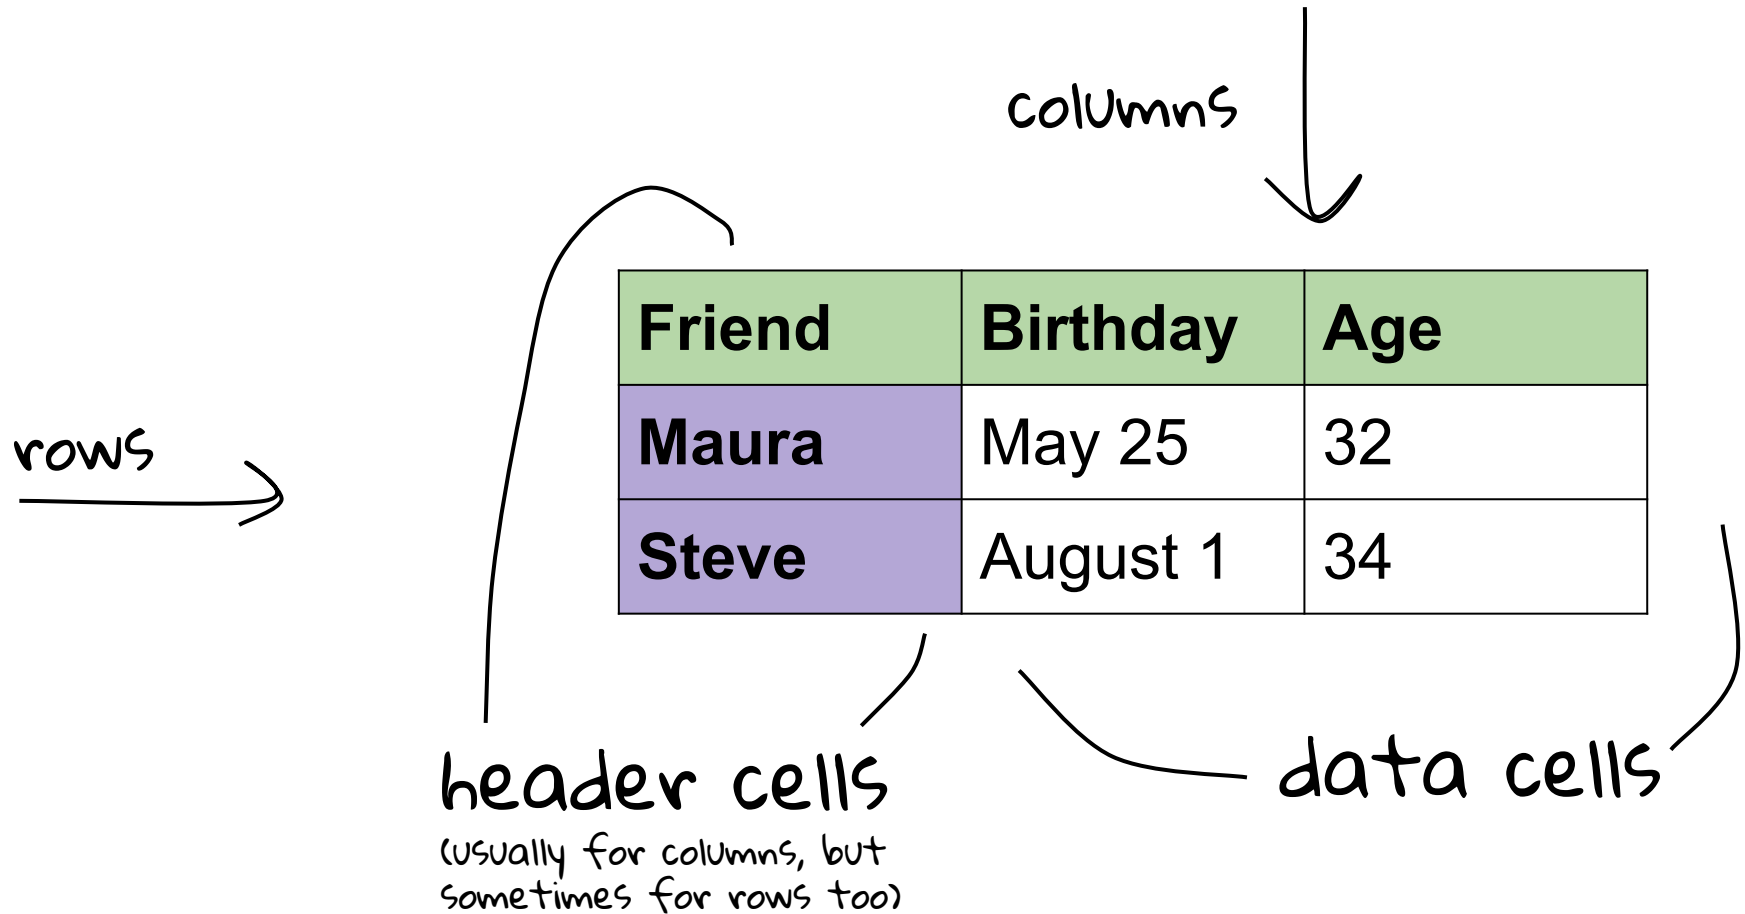 columns
Friend Birthday Age
Maura May 25 32
rows
Steve August 1 34
header cells
data cells
(usually for columns, but
sometimes for rows too)